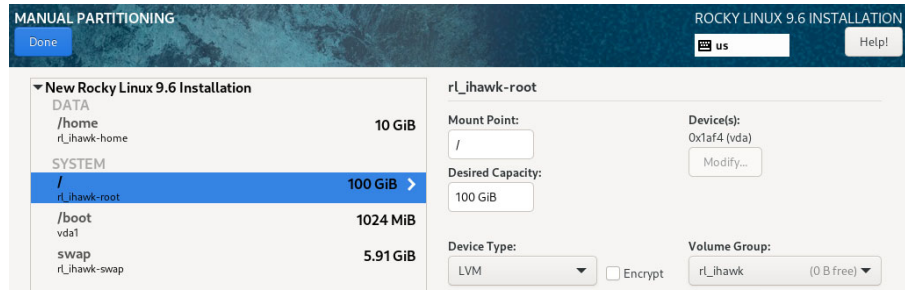 MANUAL PARTITIONING
ROCKY LINUX 9.6 INSTALLATION
Done
us
Help!
New Rocky Linux 9.6 Installation
DATA
/home
10 GiB
rl_ihawk-home
SYSTEM
/
100 GiB
rl_ihawk-root
/boot
1024 MiB
vda1
swap
5.91 GiB
rl_ihawk-swap
rl_ihawk-root
Mount Point:
/
Desired Capacity:
100 GiB
Device(s):
0x1af4 (vda)
Modify...
Device Type:
LVM
Encrypt
Volume Group:
rl_ihawk (0 B free)